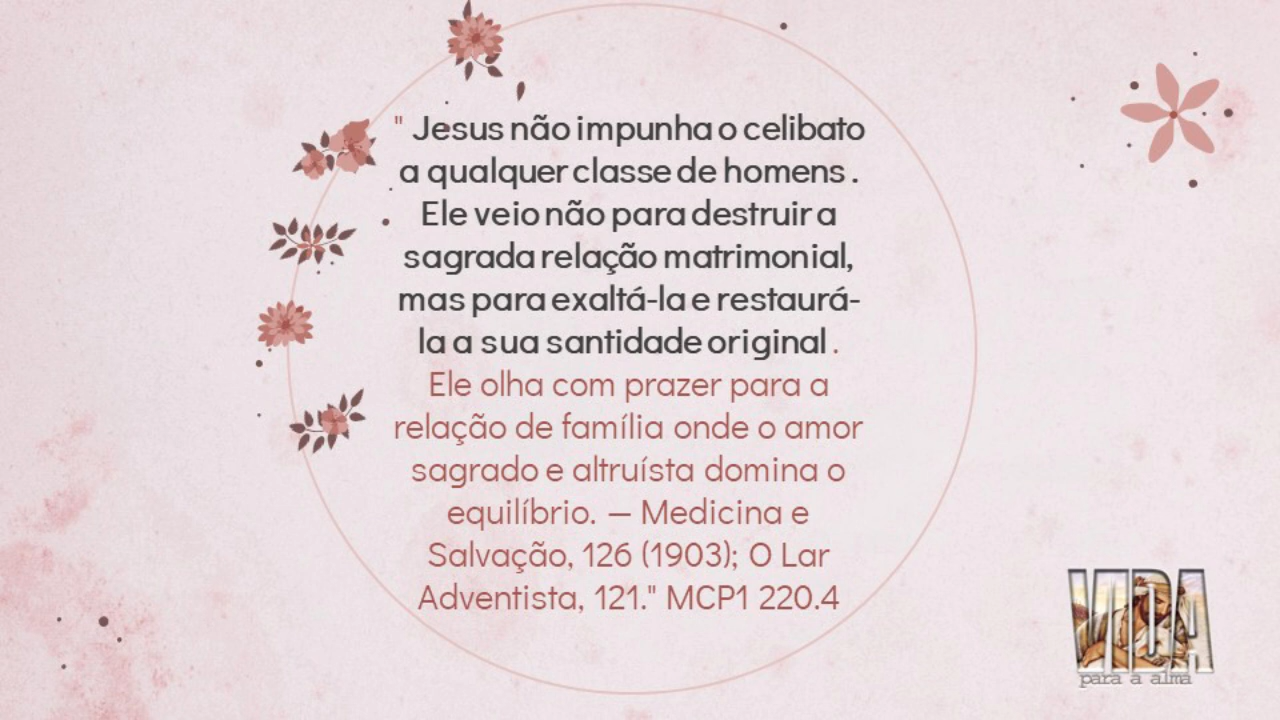 " Jesus não impunha o celibato
a qualquer classe de homens .
Ele veio não para destruir a
sagrada relação matrimonial,
mas para exaltá-la e restaurá-
la a sua santidade original .
Ele olha com prazer para a
relação de família onde o amor
sagrado e altruísta domina o
equilíbrio. — Medicina e
Salvação, 126 (1903); O Lar
Adventista, 121." MCP1 220.4
VIDA
para a alma